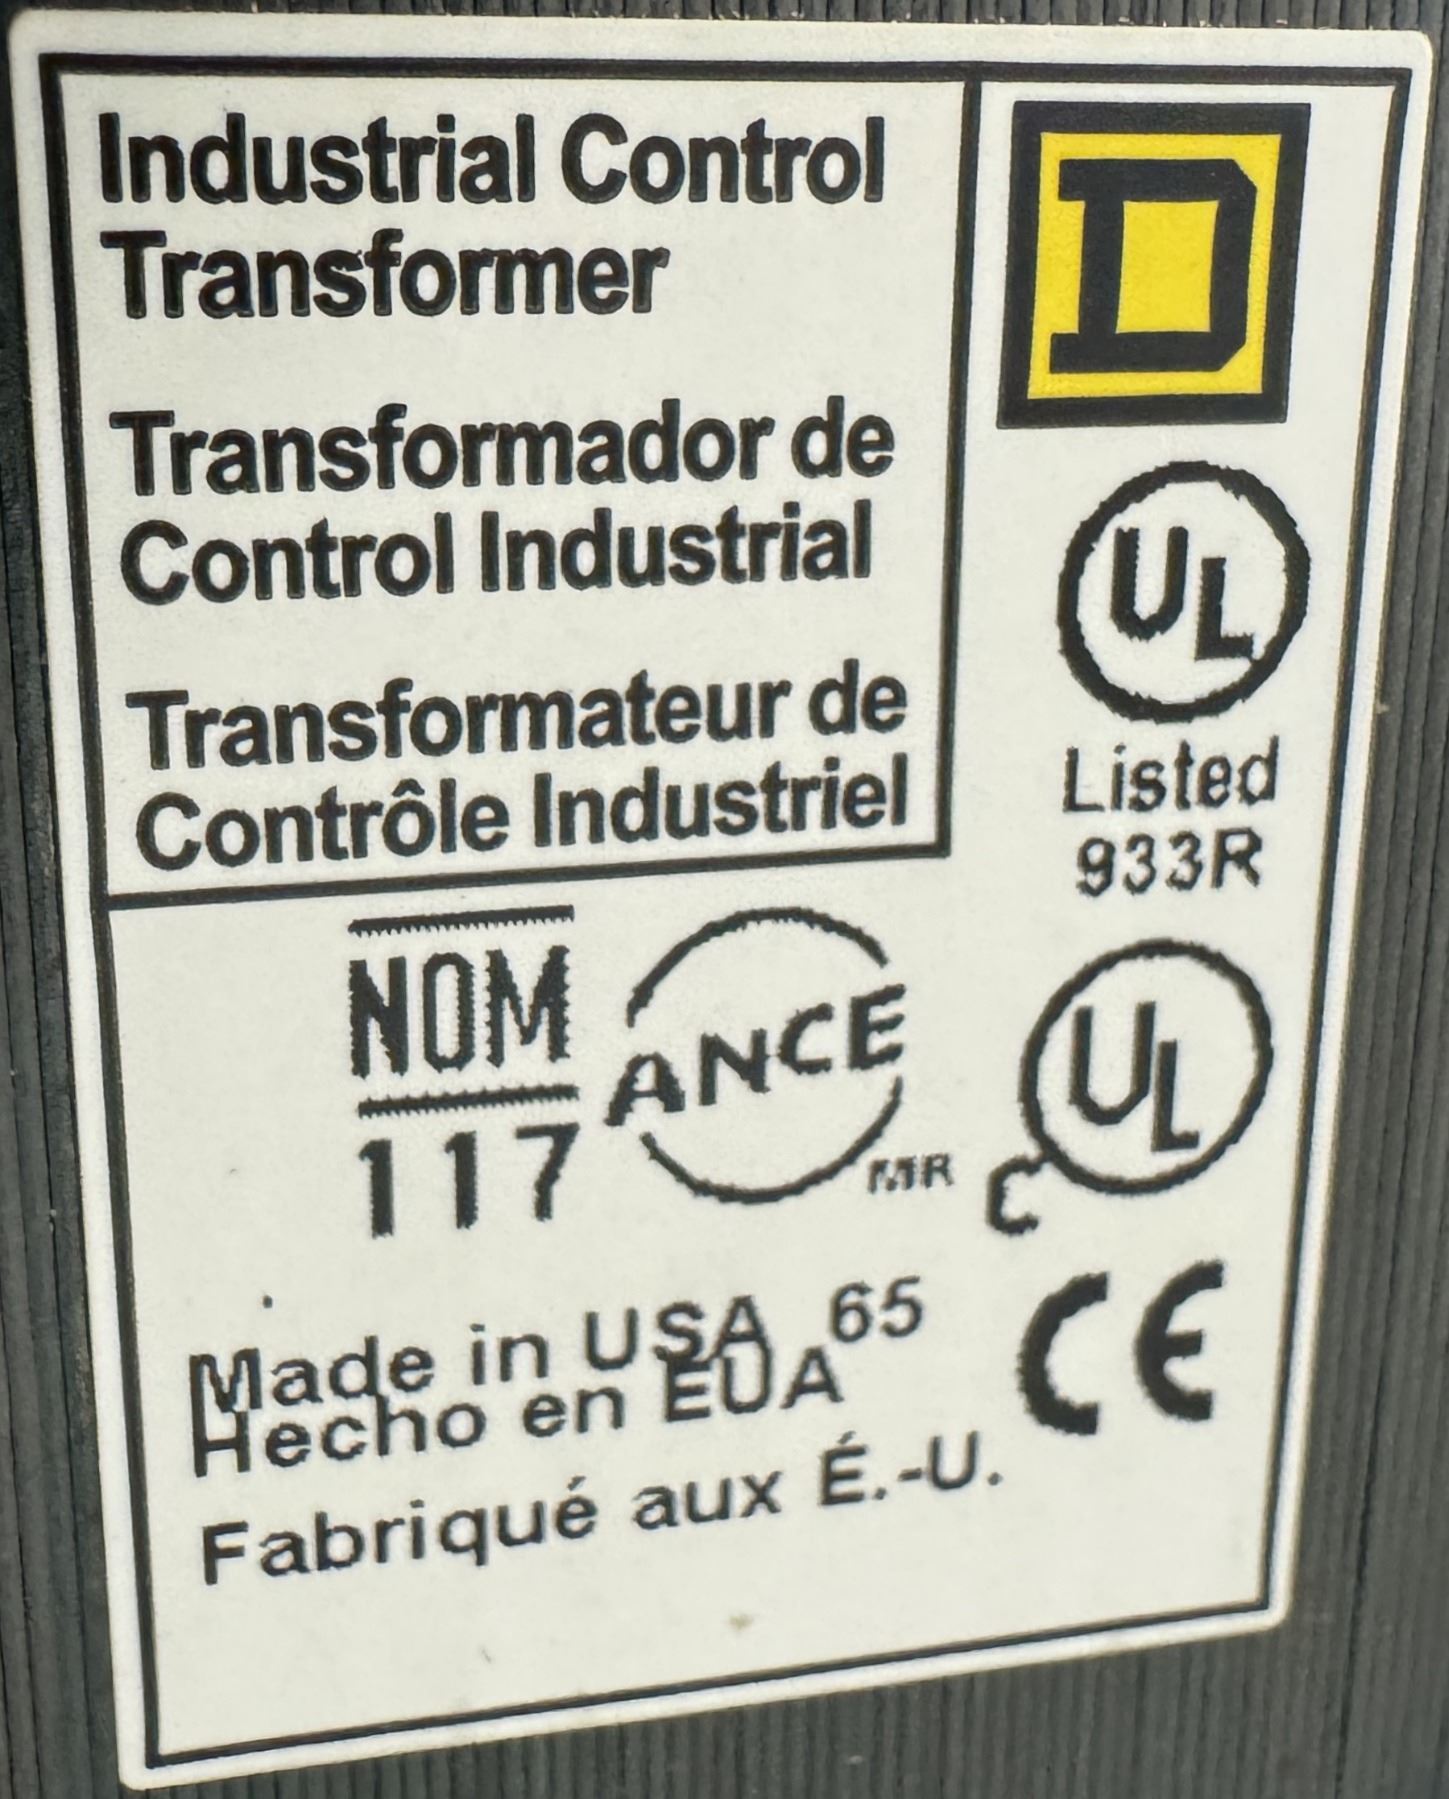 Industrial Control
Transformer
Transformador de
Control Industrial
Transformateur de
Contrôle Industriel
D
UL
Listed
933R
NOM
117
ANCE
MR
C UL
Made in USA 65
Hecho en EUA
Fabriqué aux É.-U.
CE